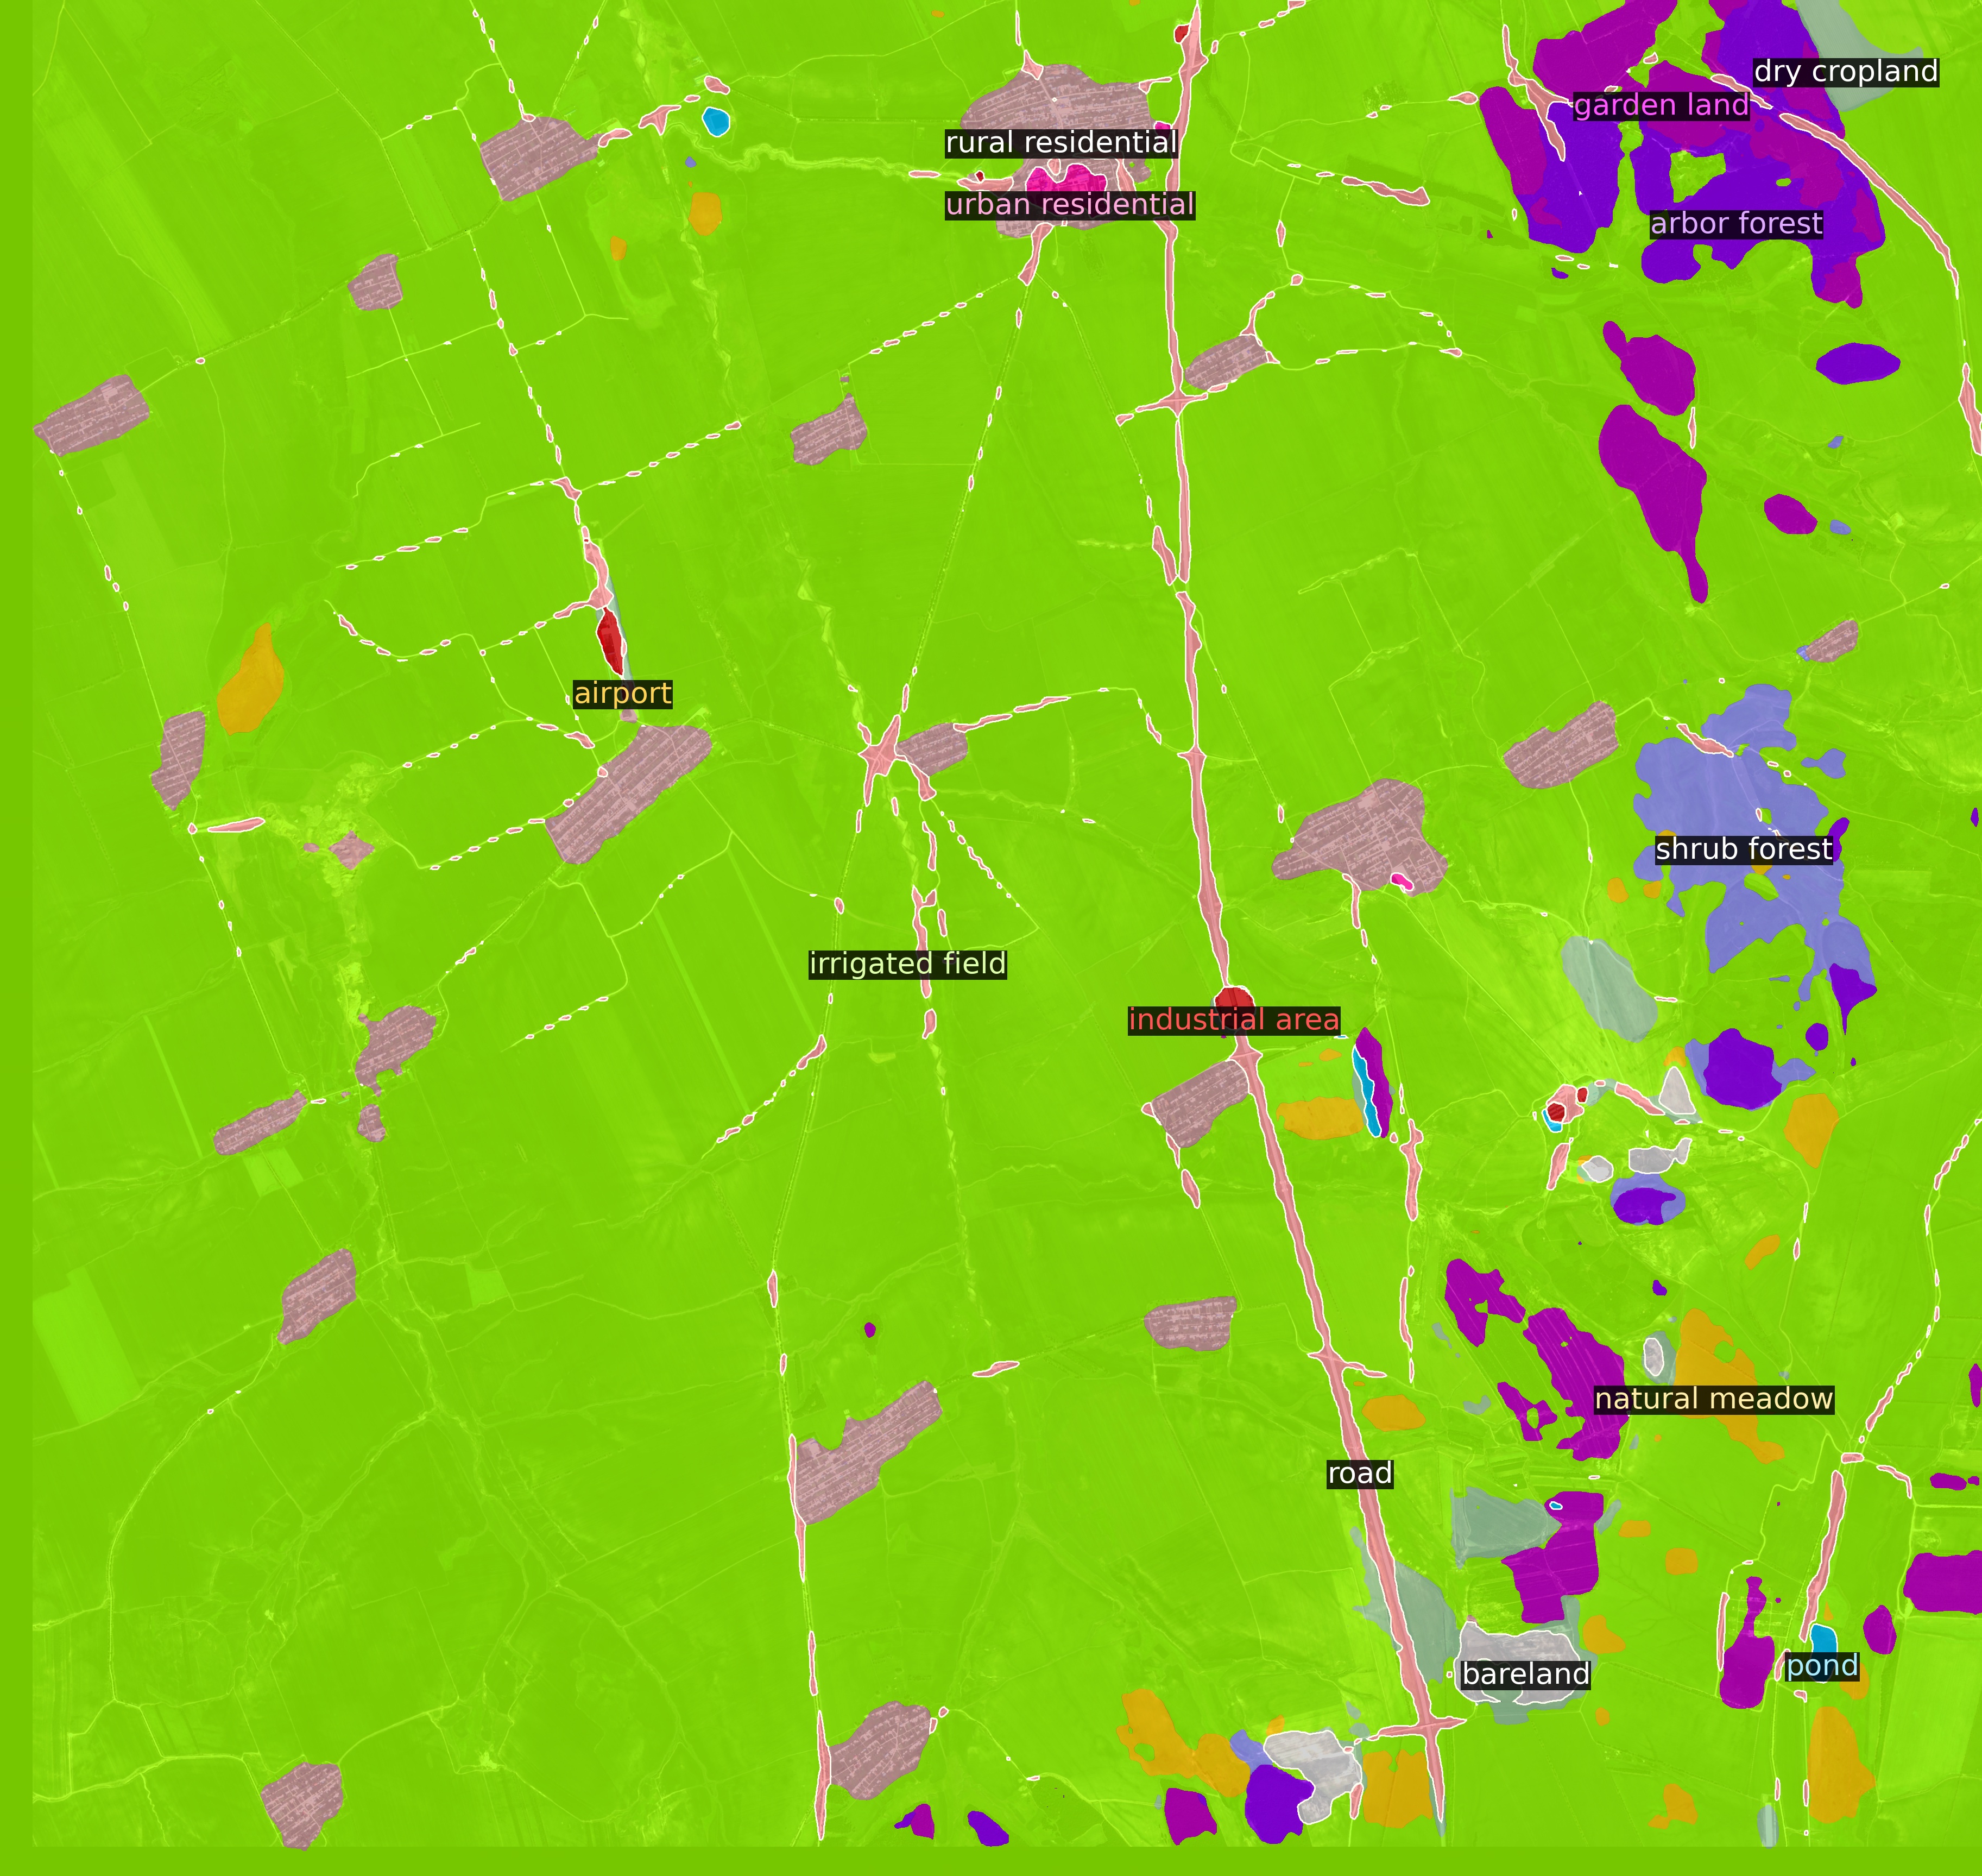 dry cropland
garden land
rural residential
urban residential
arbor forest
airport
shrub forest
irrigated field
industrial area
natural meadow
road
pond
bareland